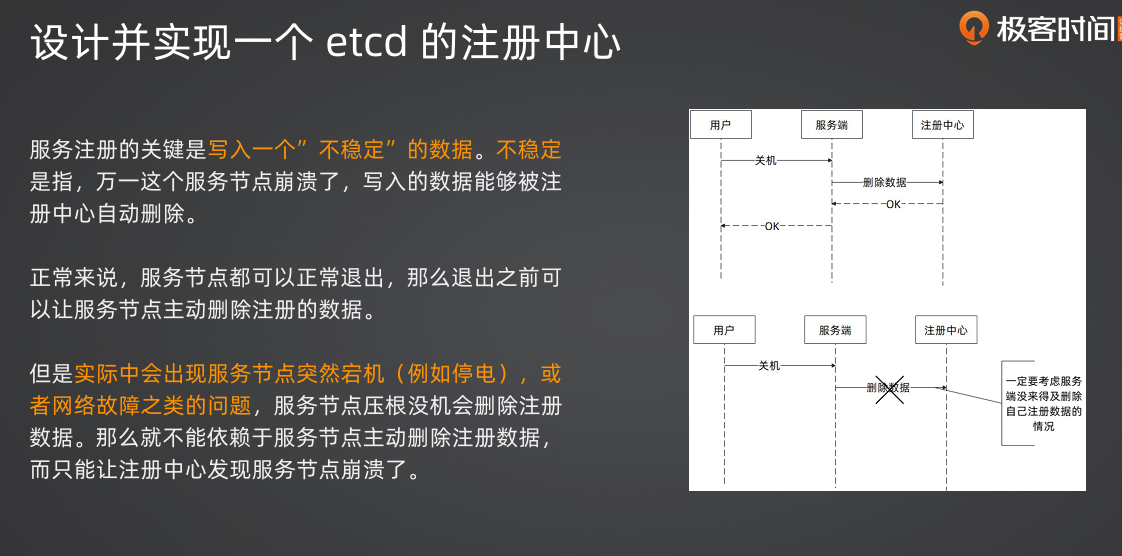 设计并实现一个 etcd 的注册中心
极客时间
服务注册的关键是写入一个”不稳定”的数据。不稳定
是指，万一这个服务节点崩溃了，写入的数据能够被注
册中心自动删除。
正常来说，服务节点都可以正常退出，那么退出之前可
以让服务节点主动删除注册的数据。
但是实际中会出现服务节点突然宕机（例如停电），或
者网络故障之类的问题，服务节点压根没机会删除注册
数据。那么就不能依赖于服务节点主动删除注册数据，
而只能让注册中心发现服务节点崩溃了。
用户
服务端
注册中心
关机
删除数据
OK
OK
用户
服务端
注册中心
关机
删除数据
一定要考虑服务
端没来得及删除
自己注册数据的
情况